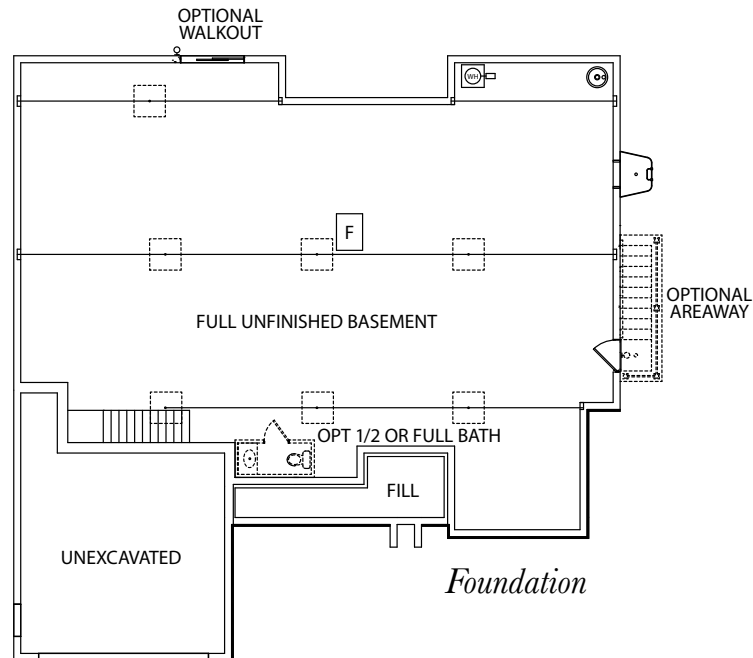 OPTIONAL
WALKOUT
WH
F
OPTIONAL
AREAWAY
FULL UNFINISHED BASEMENT
OPT 1/2 OR FULL BATH
FILL
UNEXCAVATED
Foundation